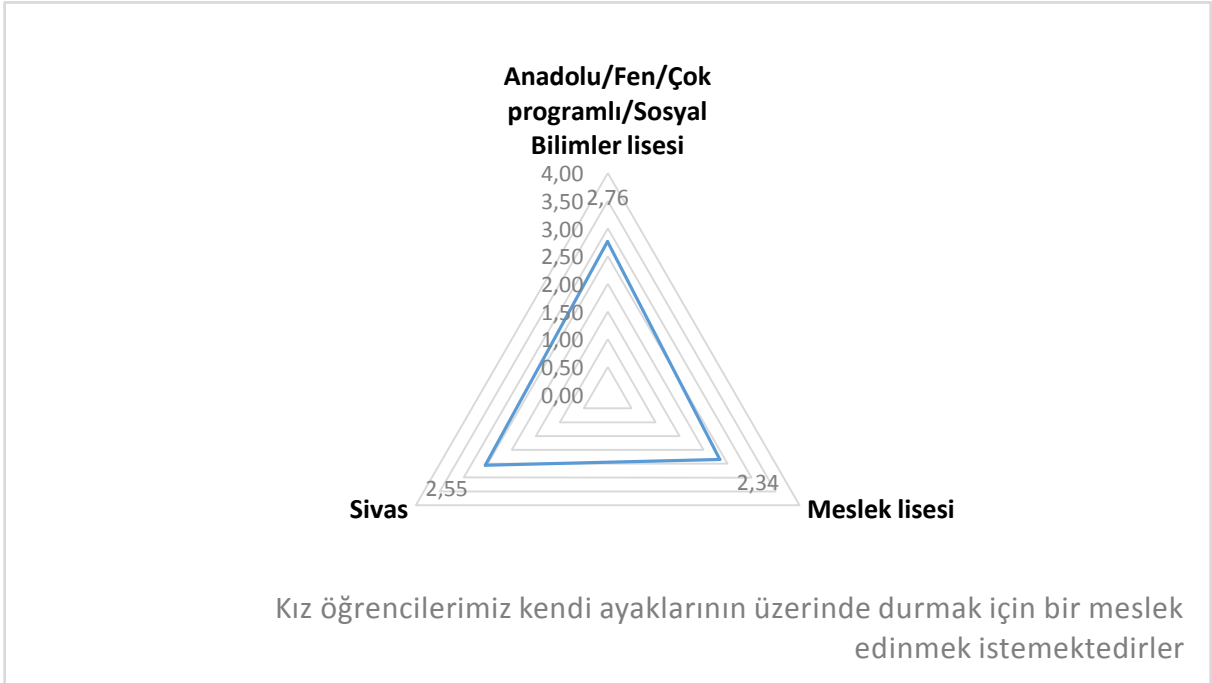 Anadolu/Fen/Çok
programlı/Sosyal
Bilimler lisesi
4,00
2,76
3,50
3,00
2,50
2,00
1,50
1,00
0,50
0,00
2,55
2,34
Sivas
Meslek lisesi
Kız öğrencilerimiz kendi ayaklarının üzerinde durmak için bir meslek
edinmek istemektedirler